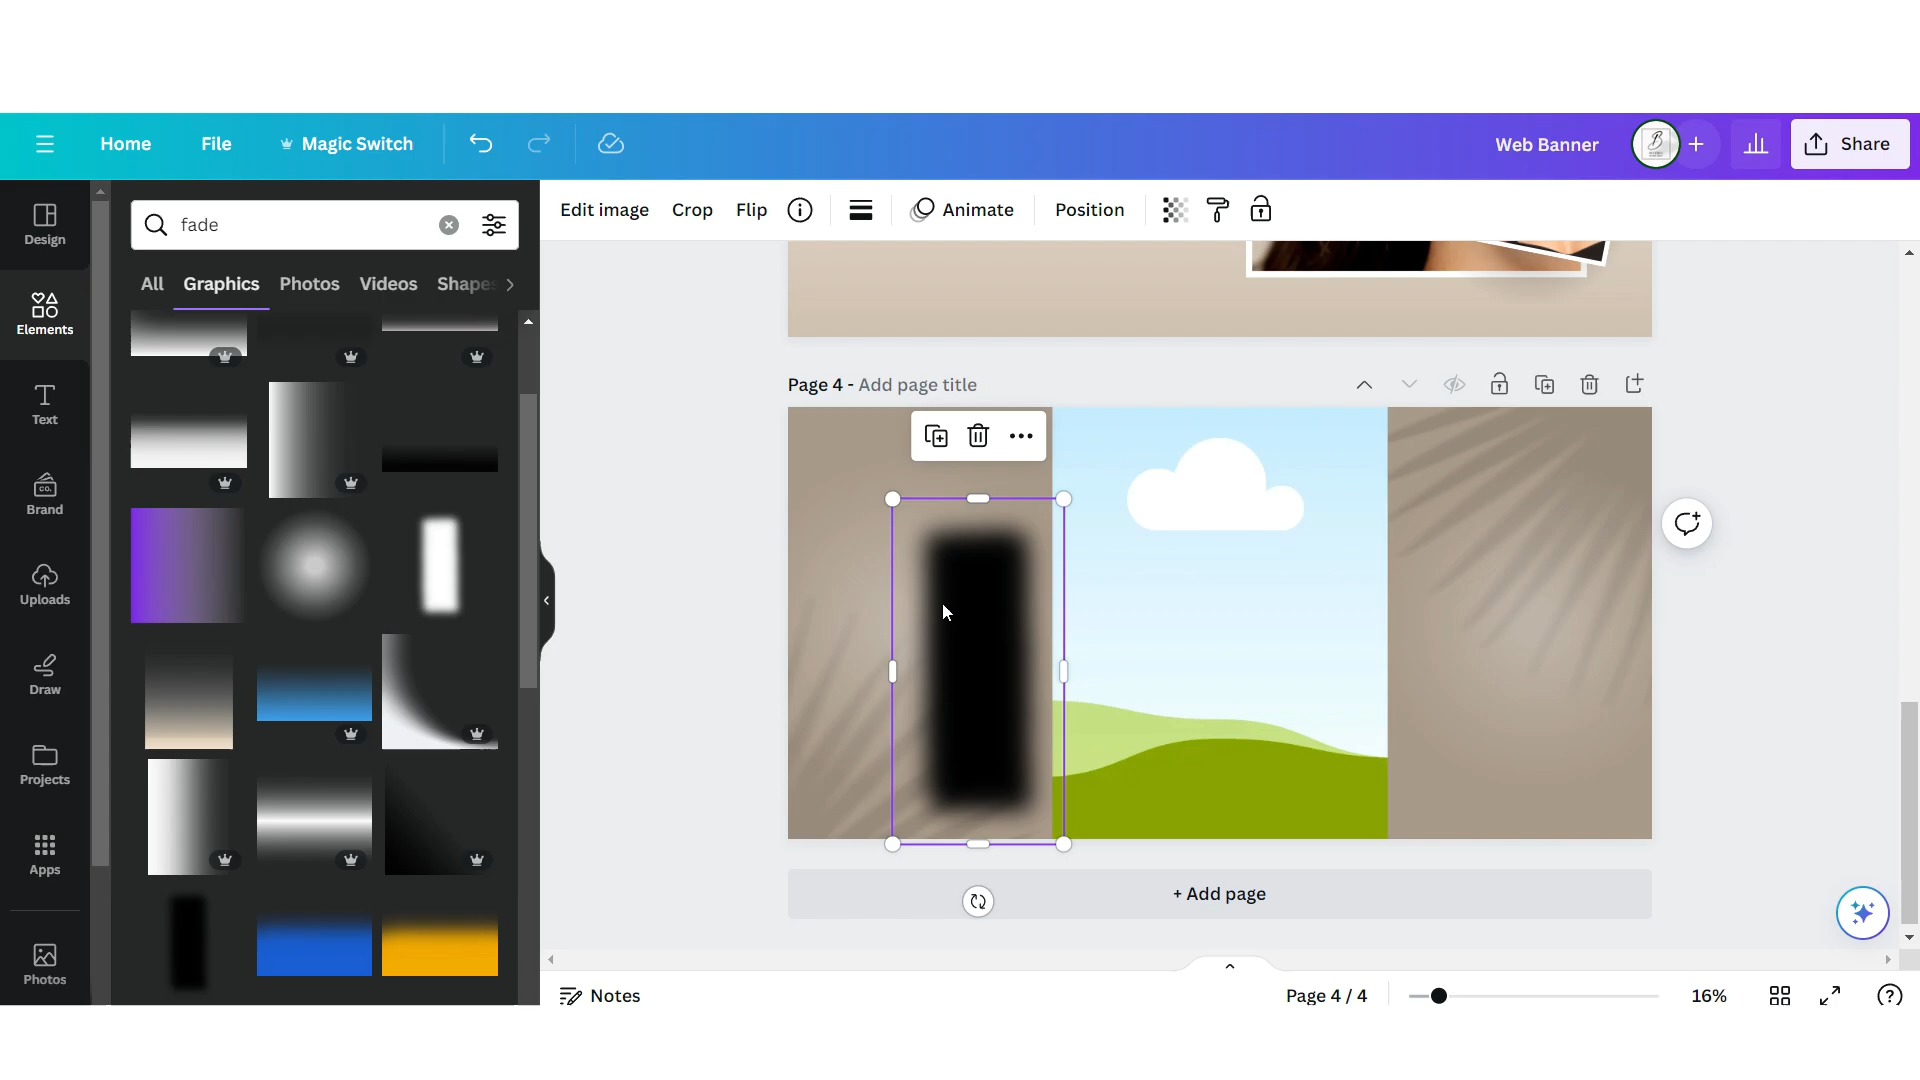 Home File Magic Switch Web Banner Share
Design
Elements
Text
Brand
CO.
Uploads
Draw
Projects
Apps
Photos
fade
All Graphics Photos Videos Shapes
Edit image Crop Flip Animate Position
Page 4 - Add page title
+ Add page
Notes Page 4 / 4 16%